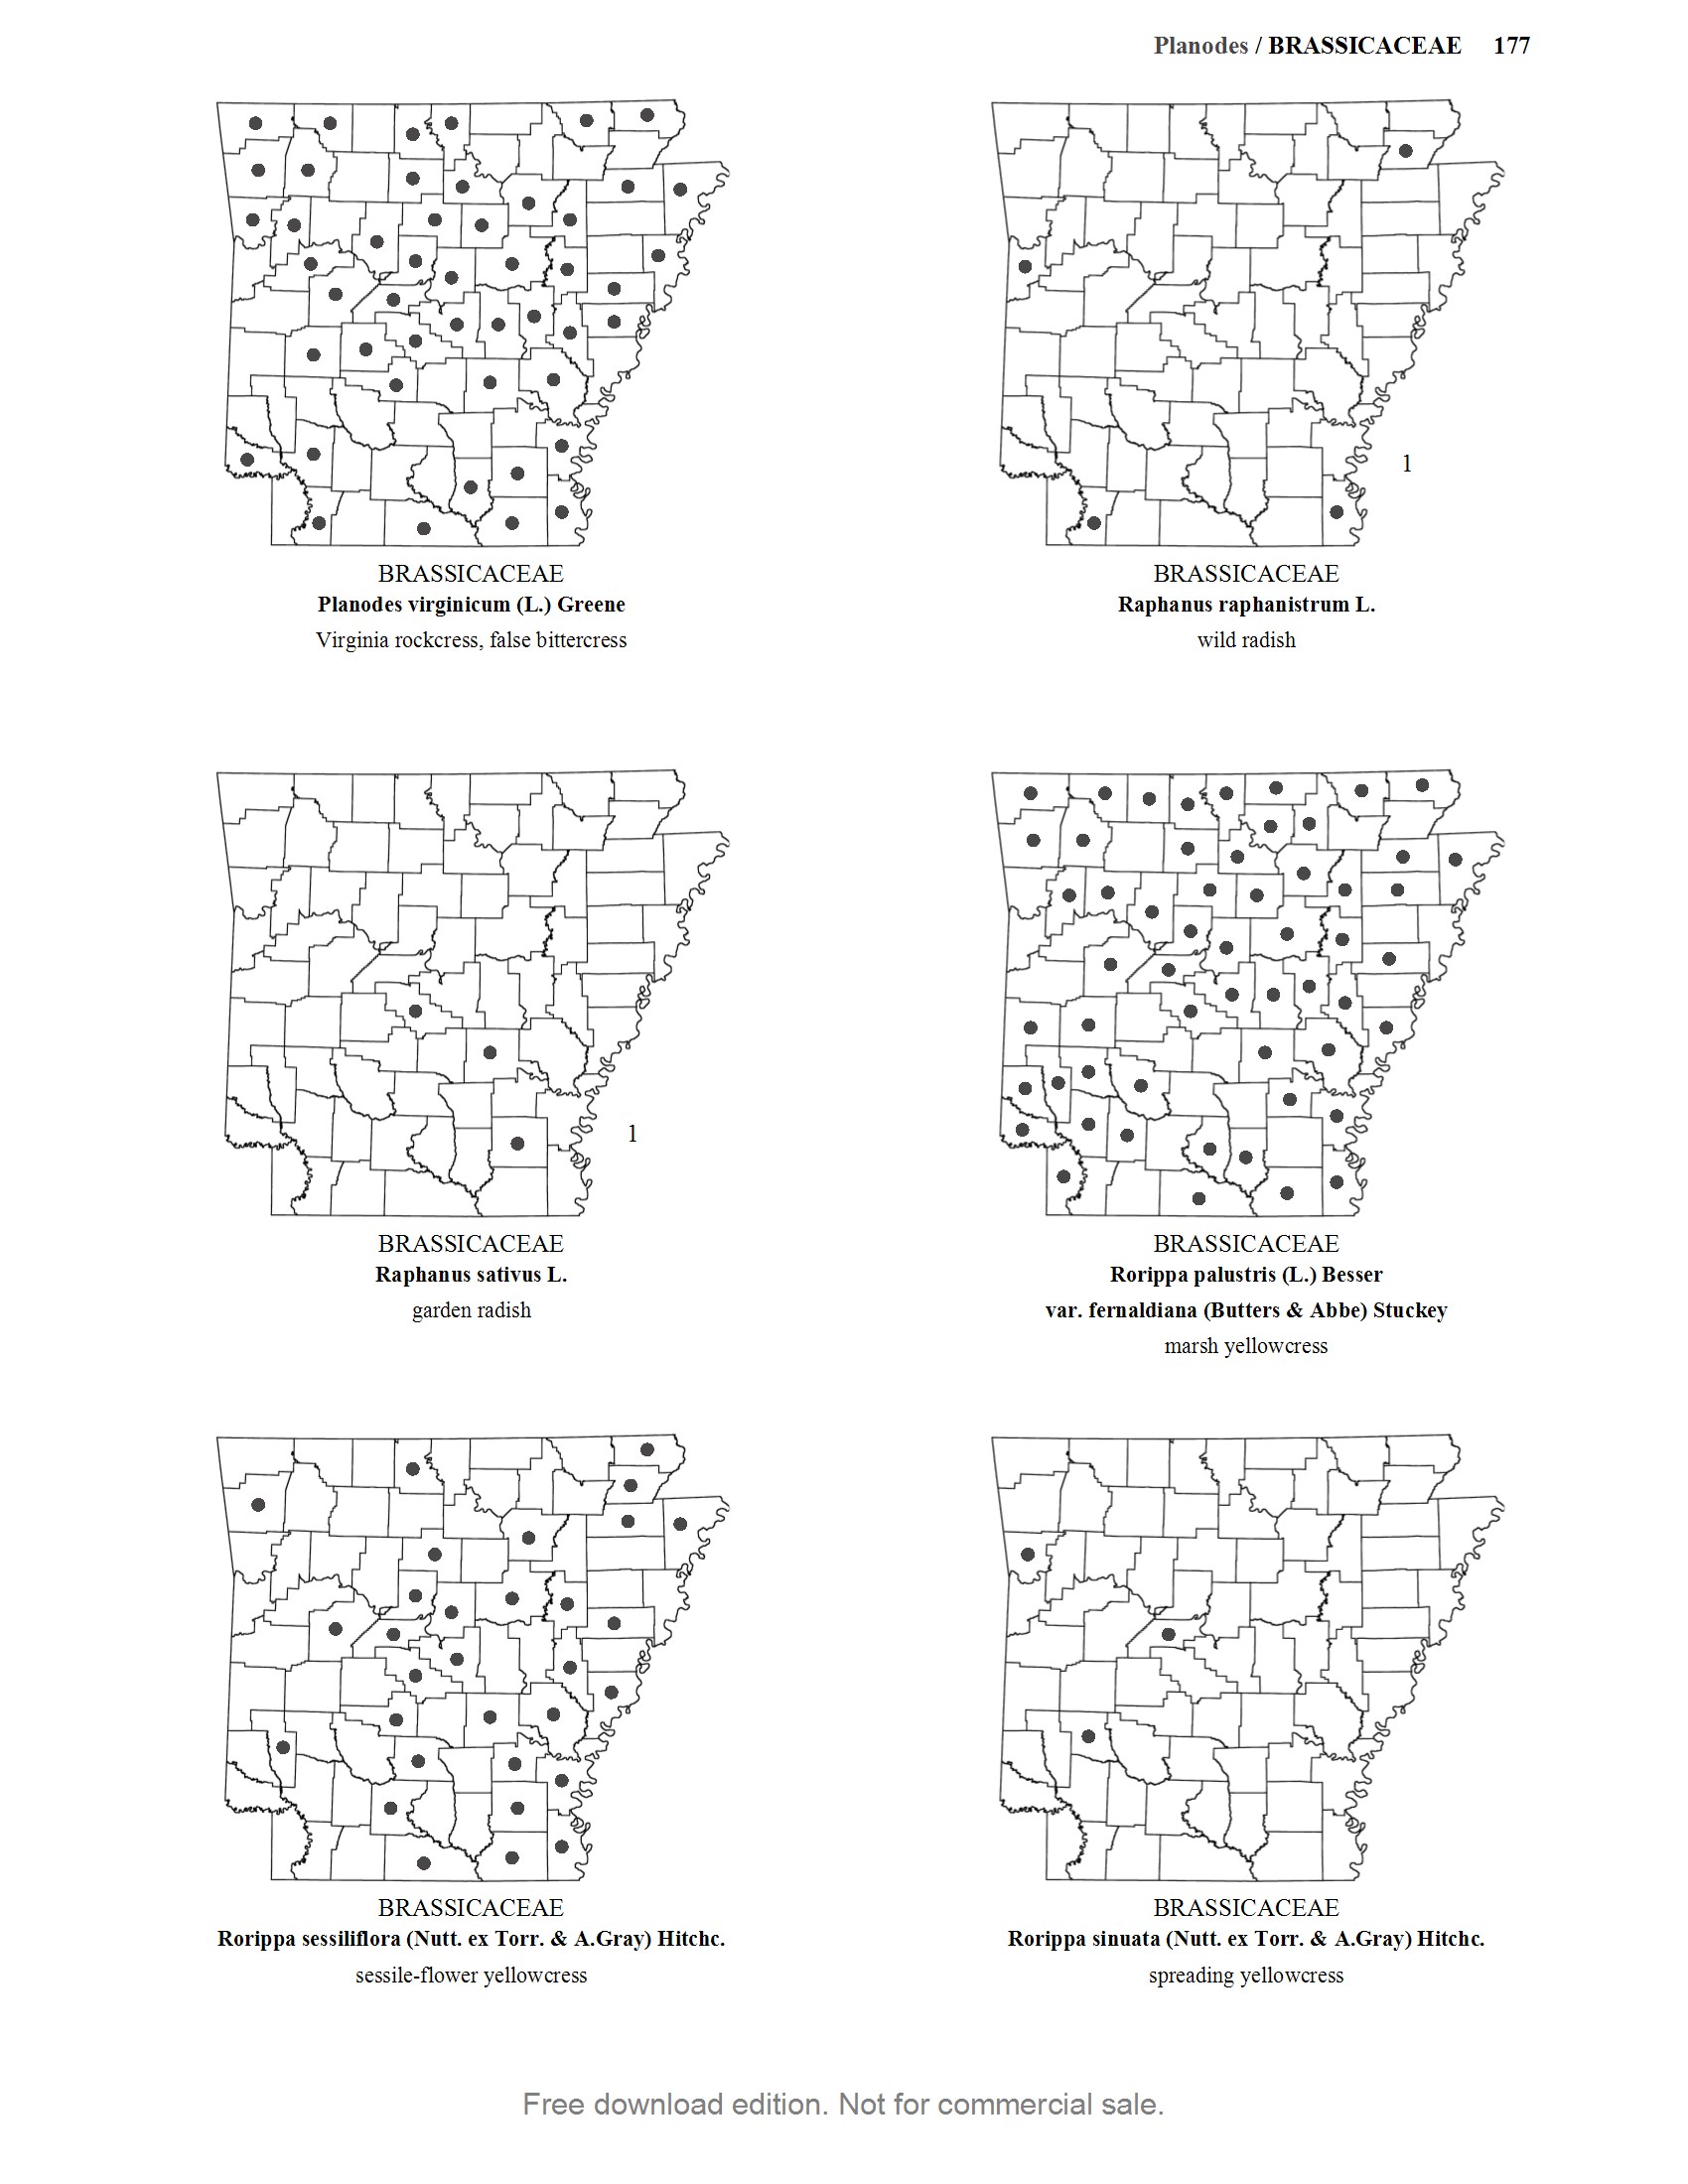 Planodes / BRASSICACEAE 177
1
BRASSICACEAE
Planodes virginicum (L.) Greene
Virginia rockcress, false bittercress
BRASSICACEAE
Raphanus raphanistrum L.
wild radish
1
BRASSICACEAE
Raphanus sativus L.
garden radish
BRASSICACEAE
Rorippa palustris (L.) Besser
var. fernaldiana (Butters & Abbe) Stuckey
marsh yellowcress
BRASSICACEAE
Rorippa sessiliflora (Nutt. ex Torr. & A.Gray) Hitchc.
sessile-flower yellowcress
BRASSICACEAE
Rorippa sinuata (Nutt. ex Torr. & A.Gray) Hitchc.
spreading yellowcress
Free download edition. Not for commercial sale.